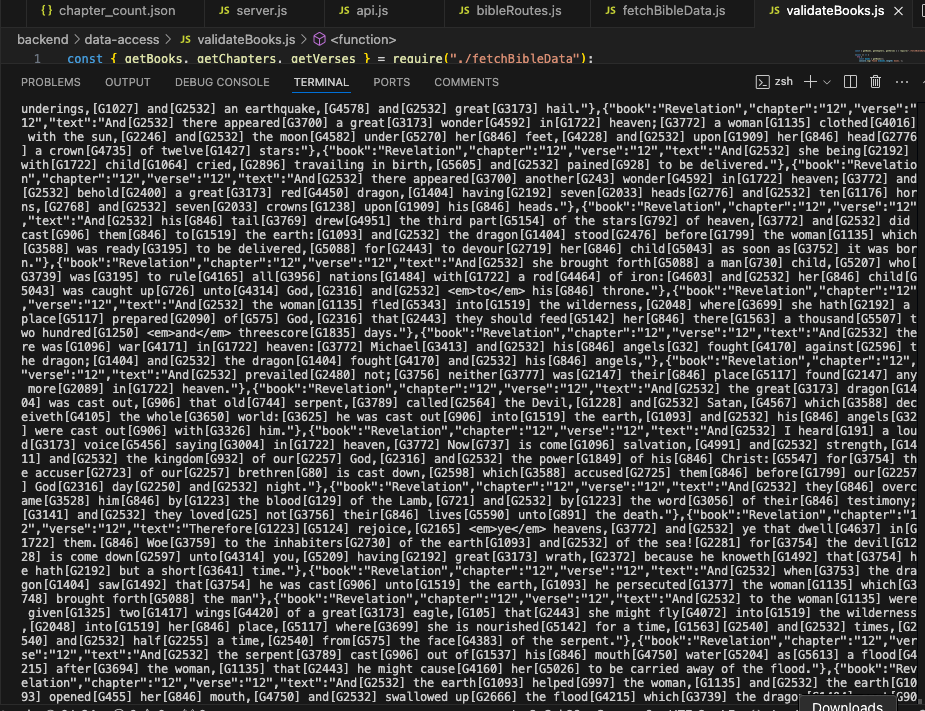 {} chapter_count.json JS server.js JS api.js JS bibleRoutes.js JS fetchBibleData.js JS validateBooks.js ×
backend > data-access > JS validateBooks.js > <function>
1 const { getBooks, getChapters, getVerses } = require("./fetchBibleData");
PROBLEMS OUTPUT DEBUG CONSOLE TERMINAL PORTS COMMENTS zsh
underings,[G1027] and[G2532] an earthquake,[G4578] and[G2532] great[G3173] hail."},{"book":"Revelation","chapter":"12","verse":"
12","text":"And[G2532] there appeared[G3700] a great[G3173] wonder[G4592] in[G1722] heaven;[G3772] a woman[G1135] clothed[G4016]
with the sun,[G2246] and[G2532] the moon[G4582] under[G5270] her[G846] feet,[G4228] and[G2532] upon[G1909] her[G846] head[G2776
] a crown[G4735] of twelve[G1427] stars:"},{"book":"Revelation","chapter":"12","verse":"12","text":"And[G2532] she being[G2192]
with[G1722] child[G1064] cried,[G2896] travailing in birth,[G5605] and[G2532] pained[G928] to be delivered."},{"book":"Revelatio
n","chapter":"12","verse":"12","text":"And[G2532] there appeared[G3700] another[G243] wonder[G4592] in[G1722] heaven;[G3772] and
[G2532] behold[G2400] a great[G3173] red[G4450] dragon,[G1404] having[G2192] seven[G2033] heads[G2776] and[G2532] ten[G1176] hor
ns,[G2768] and[G2532] seven[G2033] crowns[G1238] upon[G1909] his[G846] heads."},{"book":"Revelation","chapter":"12","verse":"12"
,"text":"And[G2532] his[G846] tail[G3769] drew[G4951] the third part[G5154] of the stars[G792] of heaven,[G3772] and[G2532] did
cast[G906] them[G846] to[G1519] the earth:[G1093] and[G2532] the dragon[G1404] stood[G2476] before[G1799] the woman[G1135] which
[G3588] was ready[G3195] to be delivered,[G5088] for[G2443] to devour[G2719] her[G846] child[G5043] as soon as[G3752] it was bor
n."},{"book":"Revelation","chapter":"12","verse":"12","text":"And[G2532] she brought forth[G5088] a man[G730] child,[G5207] who[
G3739] was[G3195] to rule[G4165] all[G3956] nations[G1484] with[G1722] a rod[G4464] of iron:[G4603] and[G2532] her[G846] child[G
5043] was caught up[G726] unto[G4314] God,[G2316] and[G2532] <em>to</em> his[G846] throne."},{"book":"Revelation","chapter":"12"
,"verse":"12","text":"And[G2532] the woman[G1135] fled[G5343] into[G1519] the wilderness,[G2048] where[G3699] she hath[G2192] a
place[G5117] prepared[G2090] of[G575] God,[G2316] that[G2443] they should feed[G5142] her[G846] there[G1563] a thousand[G5507] t
wo hundred[G1250] <em>and</em> threescore[G1835] days."},{"book":"Revelation","chapter":"12","verse":"12","text":"And[G2532] the
re was[G1096] war[G4171] in[G1722] heaven:[G3772] Michael[G3413] and[G2532] his[G846] angels[G32] fought[G4170] against[G2596] t
he dragon;[G1404] and[G2532] the dragon[G1404] fought[G4170] and[G2532] his[G846] angels,"},{"book":"Revelation","chapter":"12",
"verse":"12","text":"And[G2532] prevailed[G2480] not;[G3756] neither[G3777] was[G2147] their[G846] place[G5117] found[G2147] any
more[G2089] in[G1722] heaven."},{"book":"Revelation","chapter":"12","verse":"12","text":"And[G2532] the great[G3173] dragon[G14
04] was cast out,[G906] that old[G744] serpent,[G3789] called[G2564] the Devil,[G1228] and[G2532] Satan,[G4567] which[G3588] dec
eiveth[G4105] the whole[G3650] world:[G3625] he was cast out[G906] into[G1519] the earth,[G1093] and[G2532] his[G846] angels[G32
] were cast out[G906] with[G3326] him."},{"book":"Revelation","chapter":"12","verse":"12","text":"And[G2532] I heard[G191] a lou
d[G3173] voice[G5456] saying[G3004] in[G1722] heaven,[G3772] Now[G737] is come[G1096] salvation,[G4991] and[G2532] strength,[G14
11] and[G2532] the kingdom[G932] of our[G2257] God,[G2316] and[G2532] the power[G1849] of his[G846] Christ:[G5547] for[G3754] th
e accuser[G2723] of our[G2257] brethren[G80] is cast down,[G2598] which[G3588] accused[G2725] them[G846] before[G1799] our[G2257
] God[G2316] day[G2250] and[G2532] night."},{"book":"Revelation","chapter":"12","verse":"12","text":"And[G2532] they[G846] overc
ame[G3528] him[G846] by[G1223] the blood[G129] of the Lamb,[G721] and[G2532] by[G1223] the word[G3056] of their[G846] testimony;
[G3141] and[G2532] they loved[G25] not[G3756] their[G846] lives[G5590] unto[G891] the death."},{"book":"Revelation","chapter":"1
2","verse":"12","text":"Therefore[G1223][G5124] rejoice,[G2165] <em>ye</em> heavens,[G3772] and[G2532] ye that dwell[G4637] in[G
1722] them.[G846] Woe[G3759] to the inhabiters[G2730] of the earth[G1093] and[G2532] of the sea![G2281] for[G3754] the devil[G12
28] is come down[G2597] unto[G4314] you,[G5209] having[G2192] great[G3173] wrath,[G2372] because he knoweth[G1492] that[G3754] h
e hath[G2192] but a short[G3641] time."},{"book":"Revelation","chapter":"12","verse":"12","text":"And[G2532] when[G3753] the dra
gon[G1404] saw[G1492] that[G3754] he was cast[G906] unto[G1519] the earth,[G1093] he persecuted[G1377] the woman[G1135] which[G3
748] brought forth[G5088] the man"},{"book":"Revelation","chapter":"12","verse":"12","text":"And[G2532] to the woman[G1135] were
given[G1325] two[G1417] wings[G4420] of a great[G3173] eagle,[G105] that[G2443] she might fly[G4072] into[G1519] the wilderness
,[G2048] into[G1519] her[G846] place,[G5117] where[G3699] she is nourished[G5142] for a time,[G1563][G2540] and[G2532] times,[G2
540] and[G2532] half[G2255] a time,[G2540] from[G575] the face[G4383] of the serpent."},{"book":"Revelation","chapter":"12","ver
se":"12","text":"And[G2532] the serpent[G3789] cast[G906] out of[G1537] his[G846] mouth[G4750] water[G5204] as[G5613] a flood[G4
215] after[G3694] the woman,[G1135] that[G2443] he might cause[G4160] her[G5026] to be carried away of the flood."},{"book":"Rev
elation","chapter":"12","verse":"12","text":"And[G2532] the earth[G1093] helped[G997] the woman,[G1135] and[G2532] the earth[G10
93] opened[G455] her[G846] mouth,[G4750] and[G2532] swallowed up[G2666] the flood[G4215] which[G3739] the
Downloads